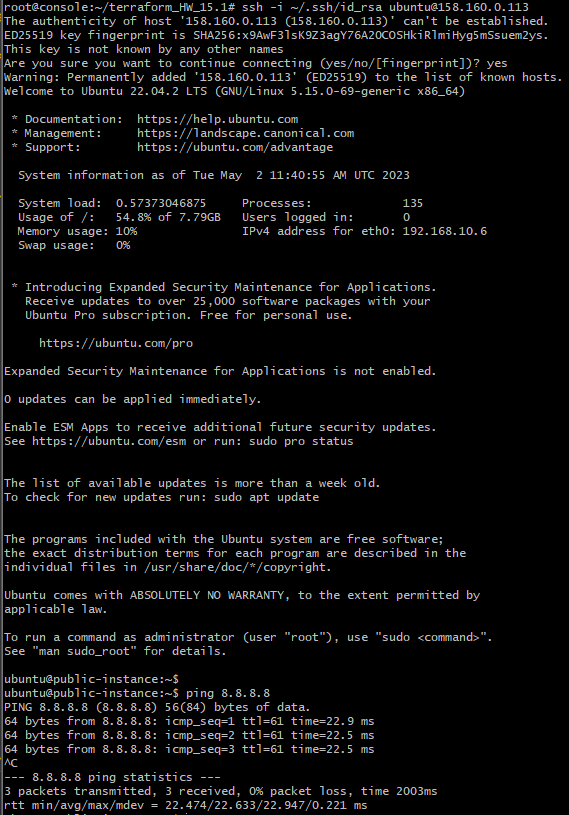 root@console:~/terraform_HW_15.1# ssh -i ~/.ssh/id_rsa ubuntu@158.160.0.113
The authenticity of host '158.160.0.113 (158.160.0.113)' can't be established.
ED25519 key fingerprint is SHA256:x9AwF3lsK9Z3agY76A2OCOSHkiRlmiHyg5mSsuem2ys.
This key is not known by any other names
Are you sure you want to continue connecting (yes/no/[fingerprint])? yes
Warning: Permanently added '158.160.0.113' (ED25519) to the list of known hosts.
Welcome to Ubuntu 22.04.2 LTS (GNU/Linux 5.15.0-69-generic x86_64)

 * Documentation:  https://help.ubuntu.com
 * Management:     https://landscape.canonical.com
 * Support:        https://ubuntu.com/advantage

  System information as of Tue May  2 11:40:55 AM UTC 2023

  System load:  0.57373046875     Processes:             135
  Usage of /:   54.8% of 7.79GB   Users logged in:       0
  Memory usage: 10%               IPv4 address for eth0: 192.168.10.6
  Swap usage:   0%

 * Introducing Expanded Security Maintenance for Applications.
   Receive updates to over 25,000 software packages with your
   Ubuntu Pro subscription. Free for personal use.

     https://ubuntu.com/pro

Expanded Security Maintenance for Applications is not enabled.

0 updates can be applied immediately.

Enable ESM Apps to receive additional future security updates.
See https://ubuntu.com/esm or run: sudo pro status

The list of available updates is more than a week old.
To check for new updates run: sudo apt update

The programs included with the Ubuntu system are free software;
the exact distribution terms for each program are described in the
individual files in /usr/share/doc/*/copyright.

Ubuntu comes with ABSOLUTELY NO WARRANTY, to the extent permitted by
applicable law.

To run a command as administrator (user "root"), use "sudo <command>".
See "man sudo_root" for details.

ubuntu@public-instance:~$
ubuntu@public-instance:~$ ping 8.8.8.8
PING 8.8.8.8 (8.8.8.8) 56(84) bytes of data.
64 bytes from 8.8.8.8: icmp_seq=1 ttl=61 time=22.9 ms
64 bytes from 8.8.8.8: icmp_seq=2 ttl=61 time=22.5 ms
64 bytes from 8.8.8.8: icmp_seq=3 ttl=61 time=22.5 ms
^C
--- 8.8.8.8 ping statistics ---
3 packets transmitted, 3 received, 0% packet loss, time 2003ms
rtt min/avg/max/mdev = 22.474/22.633/22.947/0.221 ms